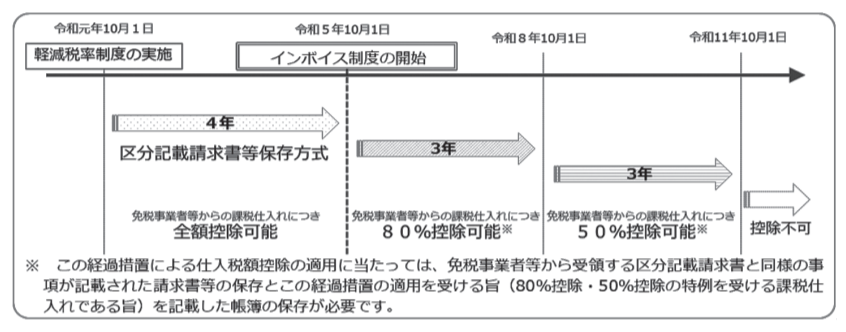 令和元年10月1日
令和5年10月1日
令和8年10月1日
令和11年10月1日
軽減税率制度の実施
インボイス制度の開始
4年
区分記載請求書等保存方式
3年
3年
免税事業者等からの課税仕入れにつき
全額控除可能
免税事業者等からの課税仕入れにつき
80%控除可能※
免税事業者等からの課税仕入れにつき
50%控除可能※
控除不可
※ この経過措置による仕入税額控除の適用に当たっては、免税事業者等から受領する区分記載請求書と同様の事
項が記載された請求書等の保存とこの経過措置の適用を受ける旨(80%控除・50%控除の特例を受ける課税仕
入れである旨)を記載した帳簿の保存が必要です。